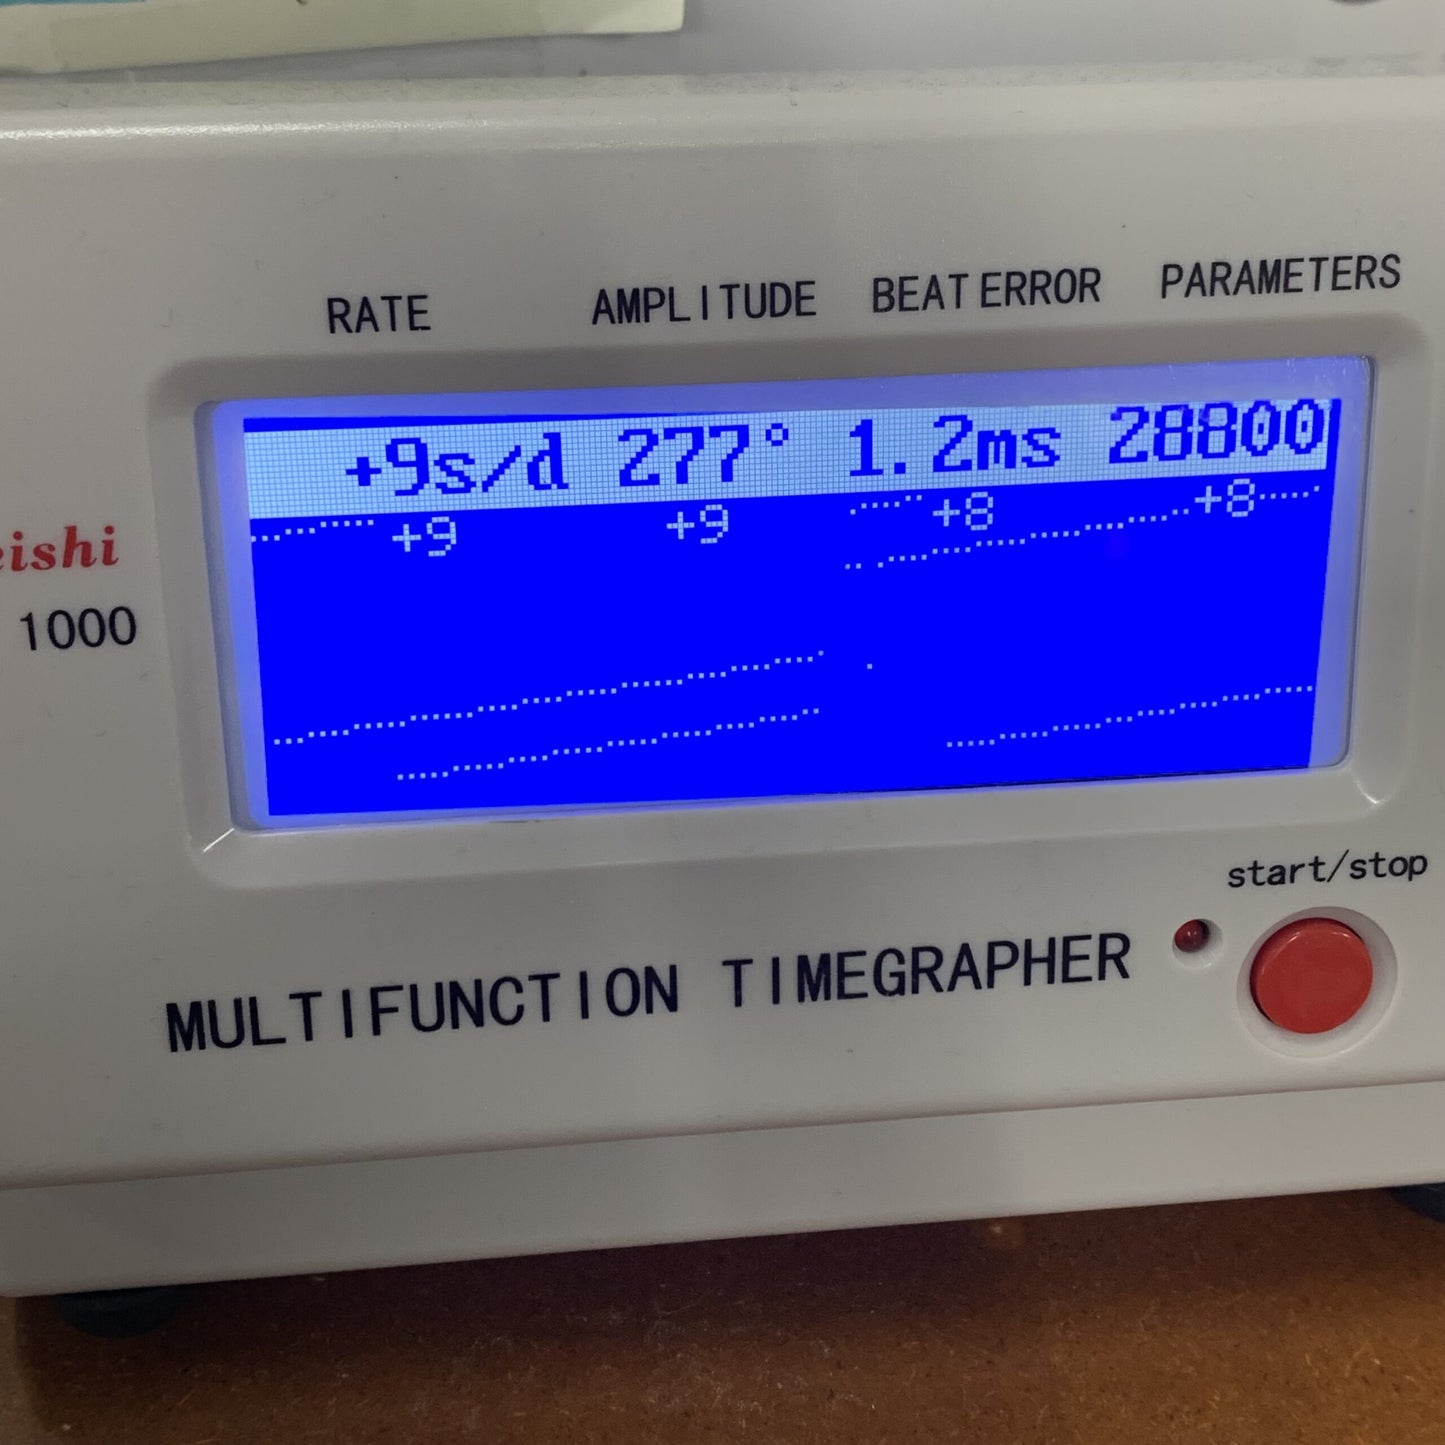 RATE AMPLITUDE BEAT ERROR PARAMETERS
+9s/d 277° 1.2ms 28800
+9 +9 +8 +8
eishi
1000
start/stop
MULTIFUNCTION TIMEGRAPHER